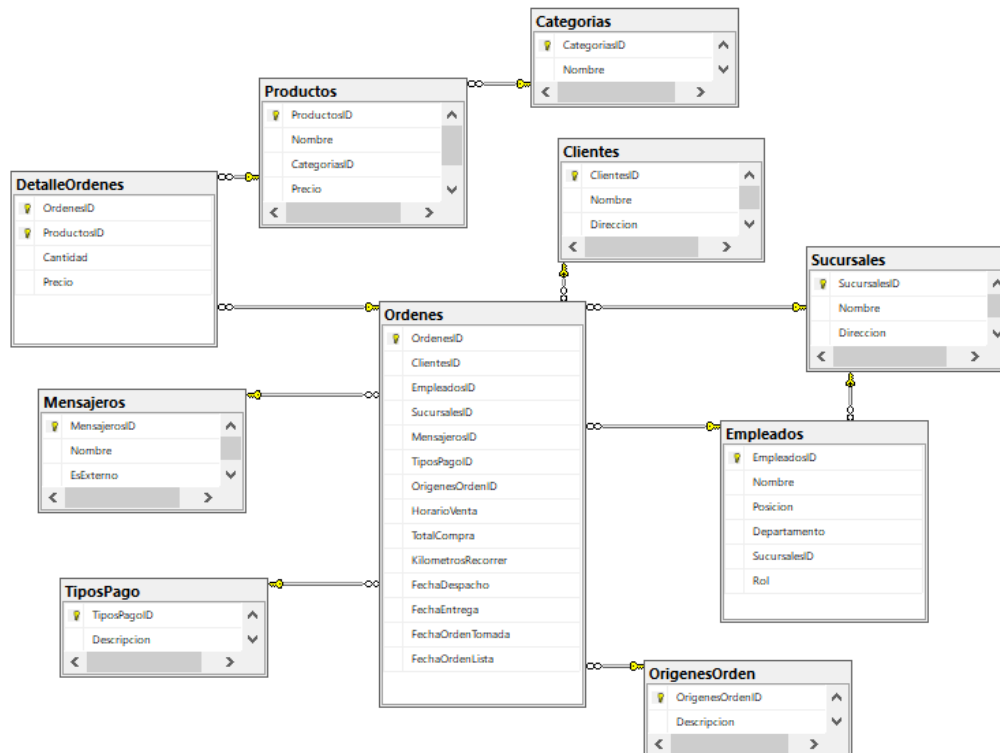 Categorias
CategoriasID
Nombre
Productos
ProductosID
Nombre
CategoriasID
Precio
Clientes
ClientesID
Nombre
Direccion
DetalleOrdenes
OrdenesID
ProductosID
Cantidad
Precio
Sucursales
SucursalesID
Nombre
Direccion
Ordenes
OrdenesID
ClientesID
EmpleadosID
SucursalesID
MensajerosID
TiposPagoID
OrigenesOrdenID
HorarioVenta
TotalCompra
KilometrosRecorrer
FechaDespacho
FechaEntrega
FechaOrdenTomada
FechaOrdenLista
Mensajeros
MensajerosID
Nombre
EsExterno
Empleados
EmpleadosID
Nombre
Posicion
Departamento
SucursalesID
Rol
TiposPago
TiposPagoID
Descripcion
OrigenesOrden
OrigenesOrdenID
Descripcion